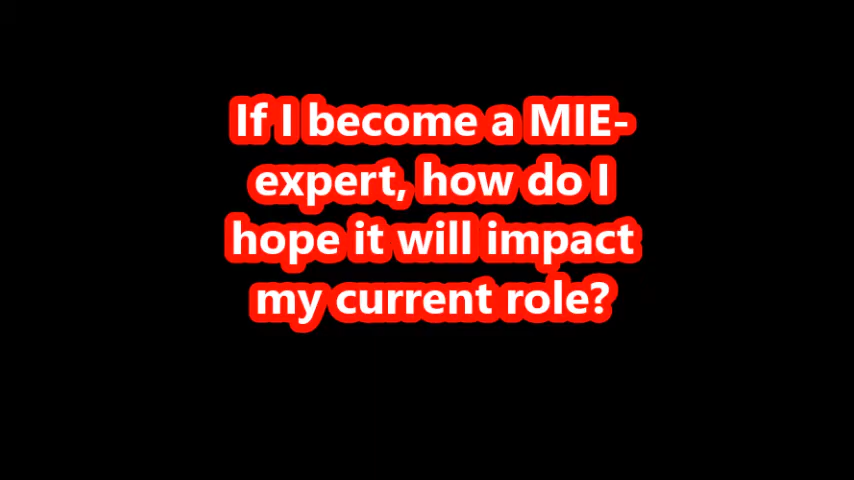 If I become a MIE-
expert, how do I
hope it will impact
my current role?